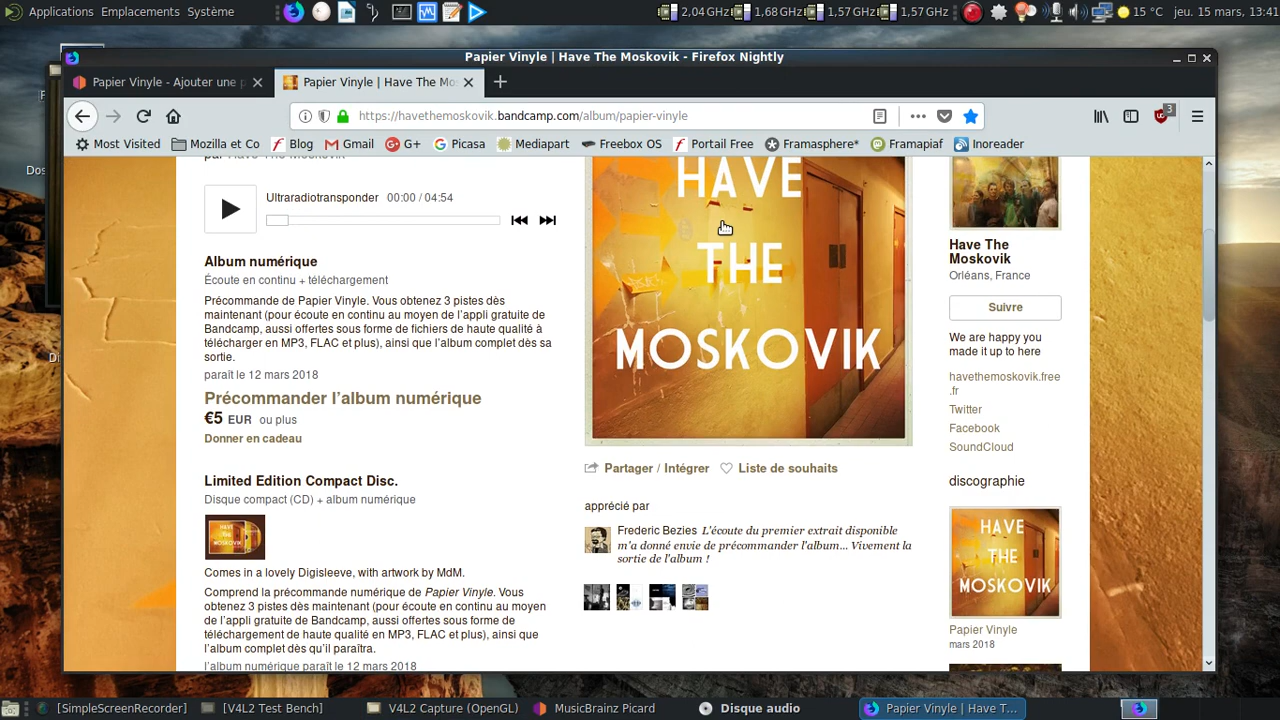 Applications Emplacements Système
2,04 GHz 1,68 GHz 1,57 GHz 1,57 GHz
15 °C jeu. 15 mars, 13:41
Papier Vinyle | Have The Moskovik - Firefox Nightly
Papier Vinyle - Ajouter une p
Papier Vinyle | Have The Mo
https://havethemoskovik.bandcamp.com/album/papier-vinyle
3
Most Visited Mozilla et C Blog Gmail G+ Picasa Mediapart Freebox OS Portail Free Framasphere* Framapiaf Inoreader
par Have The Moskovik
Ultraradiotransponder 00:00 / 04:54
Album numérique
Écoute en continu + téléchargement
Précommande de Papier Vinyle. Vous obtenez 3 pistes dès
maintenant (pour écoute en continu au moyen de l’appli gratuite de
Bandcamp, aussi offertes sous forme de fichiers de haute qualité à
télécharger en MP3, FLAC et plus), ainsi que l’album complet dès sa
sortie.
paraît le 12 mars 2018
Précommander l’album numérique
€5 EUR ou plus
Donner en cadeau
Limited Edition Compact Disc.
Disque compact (CD) + album numérique
HAVE
THE
MOSKOVIK
Comes in a lovely Digisleeve, with artwork by MdM.
Comprend la précommande numérique de Papier Vinyle. Vous
obtenez 3 pistes dès maintenant (pour écoute en continu au moyen
de l’appli gratuite de Bandcamp, aussi offertes sous forme de
téléchargement de haute qualité en MP3, FLAC et plus), ainsi que
l’album complet dès qu’il paraîtra.
l’album numérique paraît le 12 mars 2018
HAVE
THE
MOSKOVIK
Partager / Intégrer Liste de souhaits
apprécié par
Frederic Bezies L'écoute du premier extrait disponible
m'a donné envie de précommander l'album... Vivement la
sortie de l'album !
Have The
Moskovik
Orléans, France
Suivre
We are happy you
made it up to here
havethemoskovik.free
.fr
Twitter
Facebook
SoundCloud
discographie
HAVE
THE
MOSKOVIK
Papier Vinyle
mars 2018
Dos
[SimpleScreenRecorder] [V4L2 Test Bench] V4L2 Capture (OpenGL) MusicBrainz Picard Disque audio Papier Vinyle | Have T...